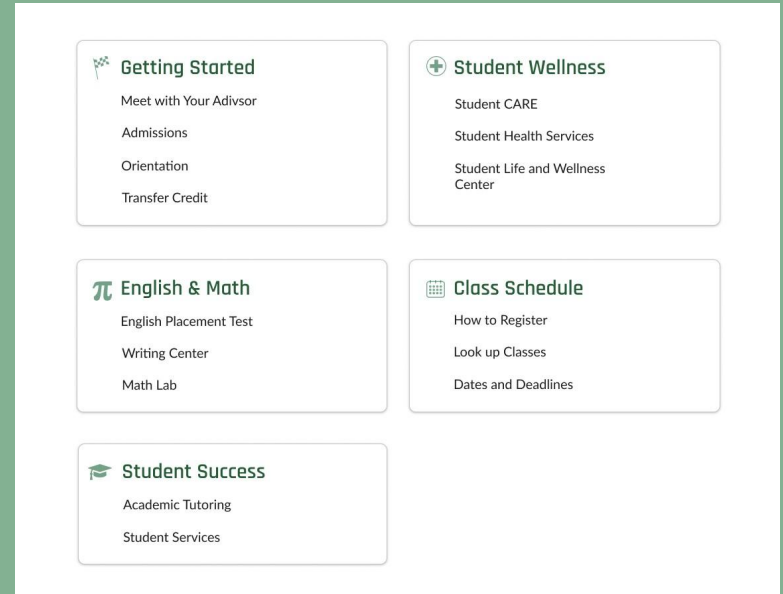 Getting Started
Meet with Your Adivsor
Admissions
Orientation
Transfer Credit
Student Wellness
Student CARE
Student Health Services
Student Life and Wellness
Center
English & Math
English Placement Test
Writing Center
Math Lab
Class Schedule
How to Register
Look up Classes
Dates and Deadlines
Student Success
Academic Tutoring
Student Services